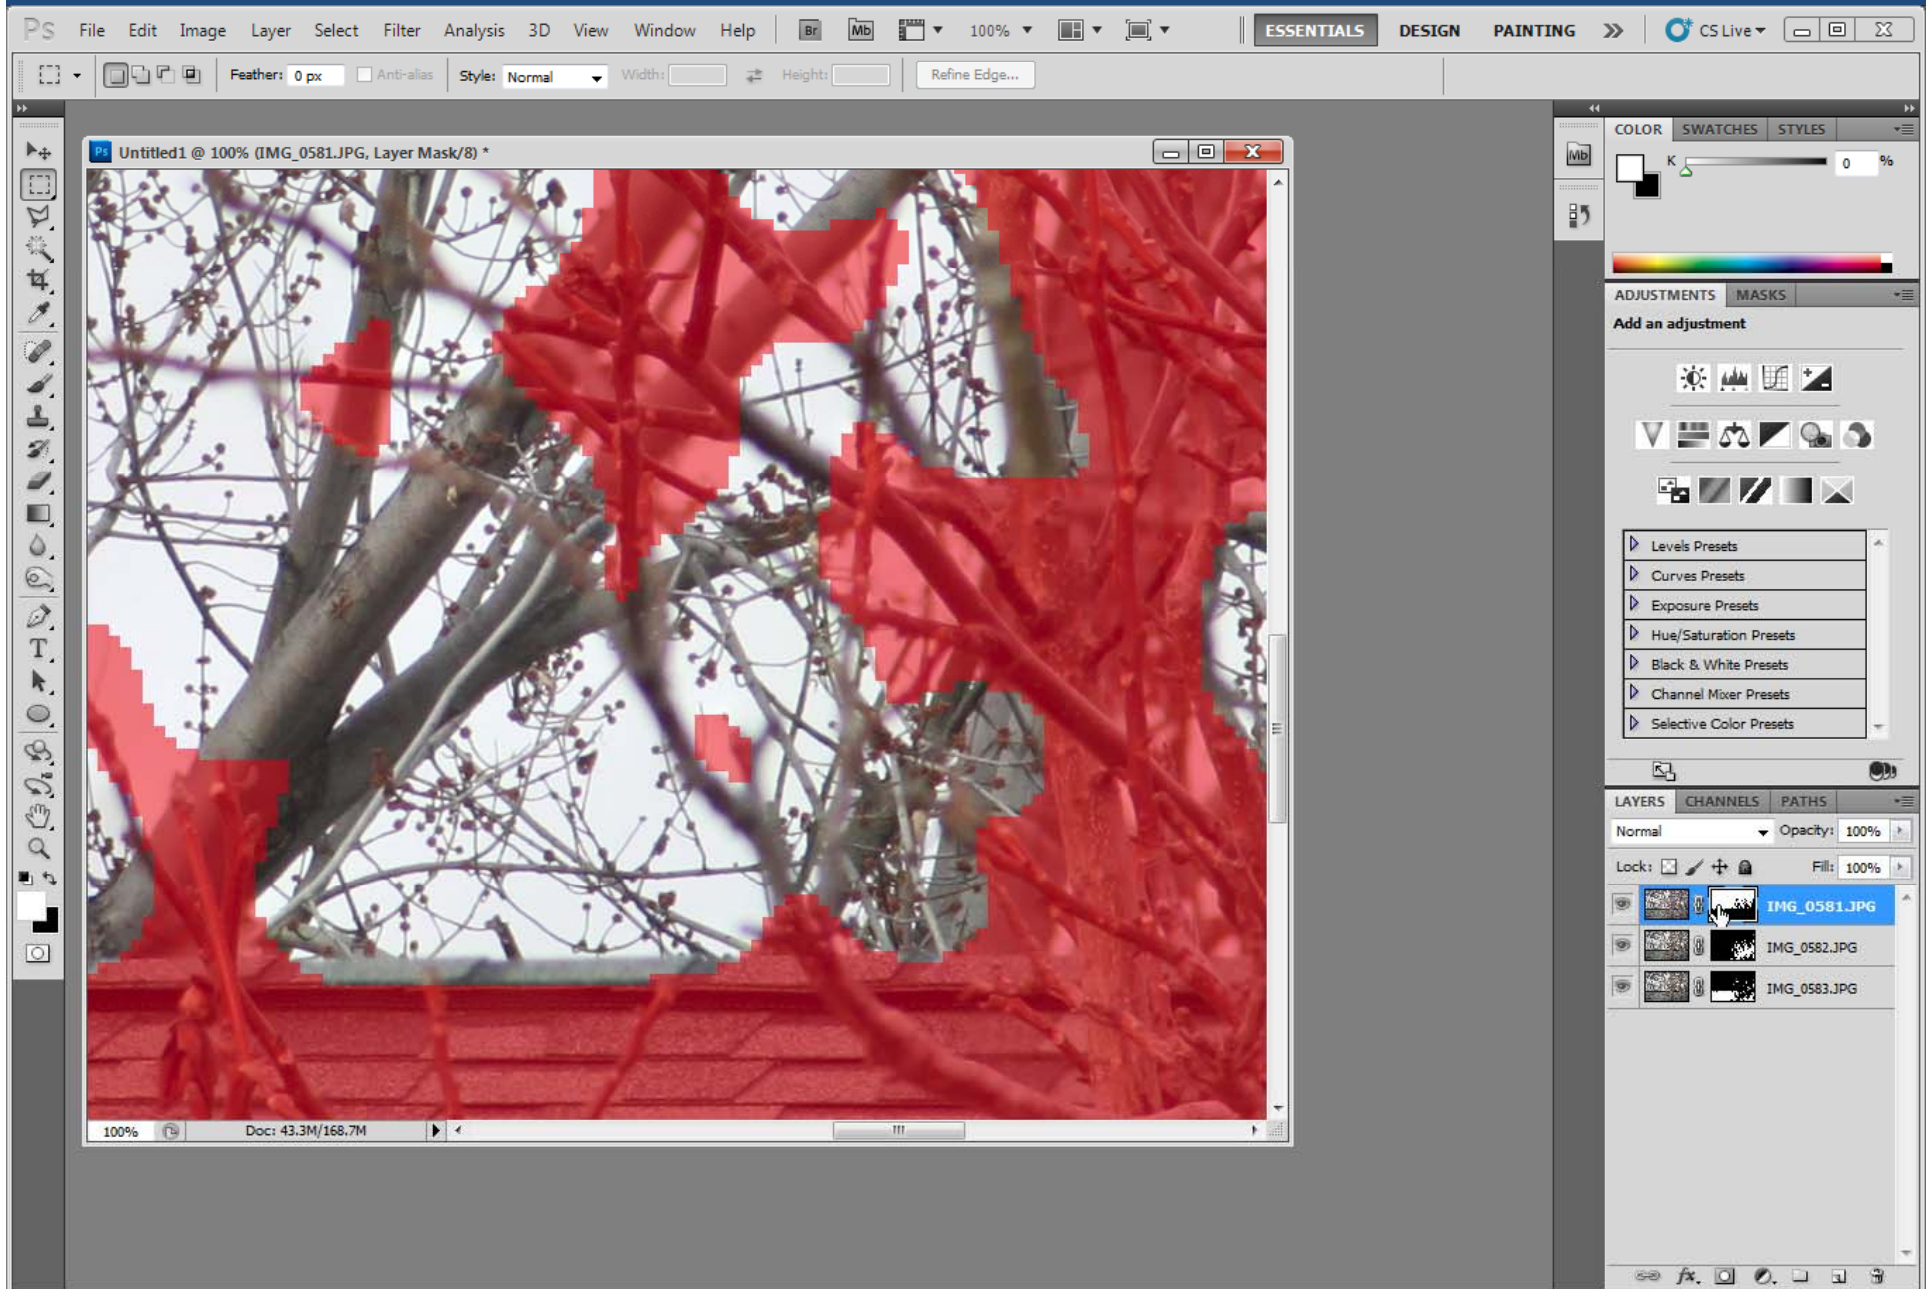 Ps File Edit Image Layer Select Filter Analysis 3D View Window Help Br Mb 100% ESSENTIALS DESIGN PAINTING CS Live
Feather: 0 px Anti-alias Style: Normal Width: Height: Refine Edge...
Ps Untitled1 @ 100% (IMG_0581.JPG, Layer Mask/8) *
100% Doc: 43.3M/168.7M
Mb
COLOR SWATCHES STYLES
K 0 %
ADJUSTMENTS MASKS
Add an adjustment
Levels Presets
Curves Presets
Exposure Presets
Hue/Saturation Presets
Black & White Presets
Channel Mixer Presets
Selective Color Presets
LAYERS CHANNELS PATHS
Normal Opacity: 100%
Lock: Fill: 100%
IMG_0581.JPG
IMG_0582.JPG
IMG_0583.JPG
fx.